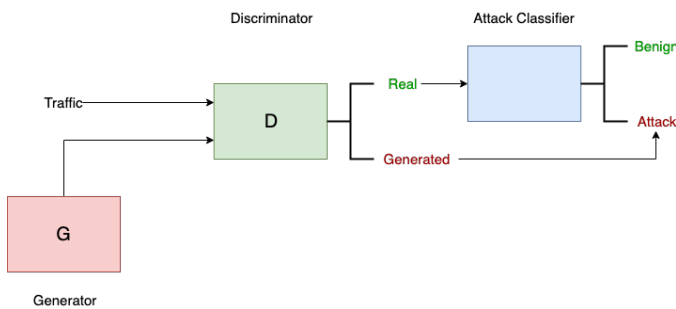 Discriminator
Attack Classifier
Benign
Traffic
Real
D
Attack
Generated
G
Generator